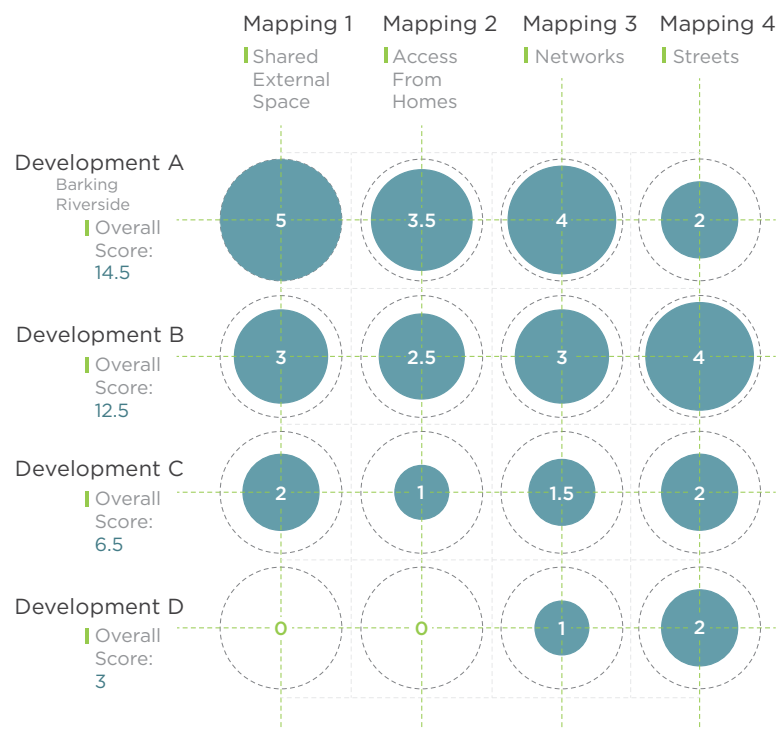 Mapping 1 Mapping 2 Mapping 3 Mapping 4
Shared External Space
Access From Homes
Networks
Streets
Development A
Barking
Riverside
Overall
Score:
14.5
5 3.5 4 2
Development B
Overall
Score:
12.5
3 2.5 3 4
Development C
Overall
Score:
6.5
2 1 1.5 2
Development D
Overall
Score:
3
0 0 1 2